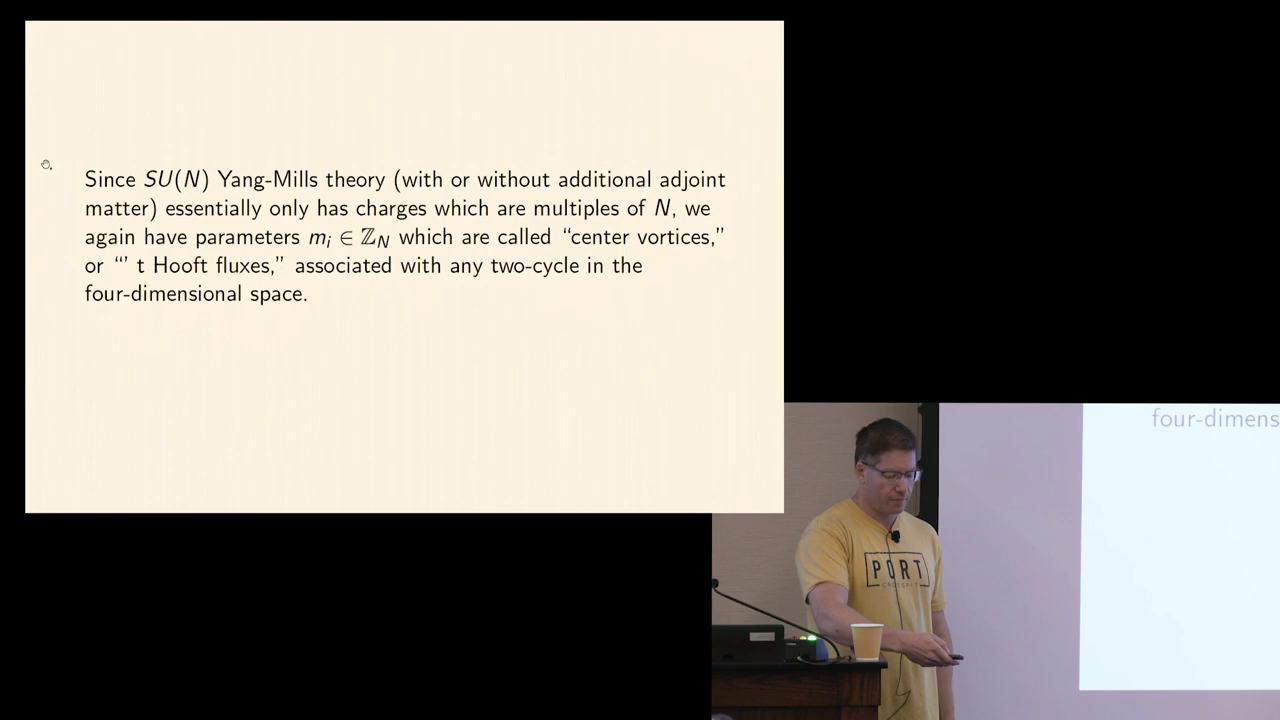 Since SU(N) Yang-Mills theory (with or without additional adjoint
matter) essentially only has charges which are multiples of N, we
again have parameters mᵢ ∈ ℤ_N which are called “center vortices,”
or “’ t Hooft fluxes,” associated with any two-cycle in the
four-dimensional space.
four-dimens
PORT
CROSSFIT